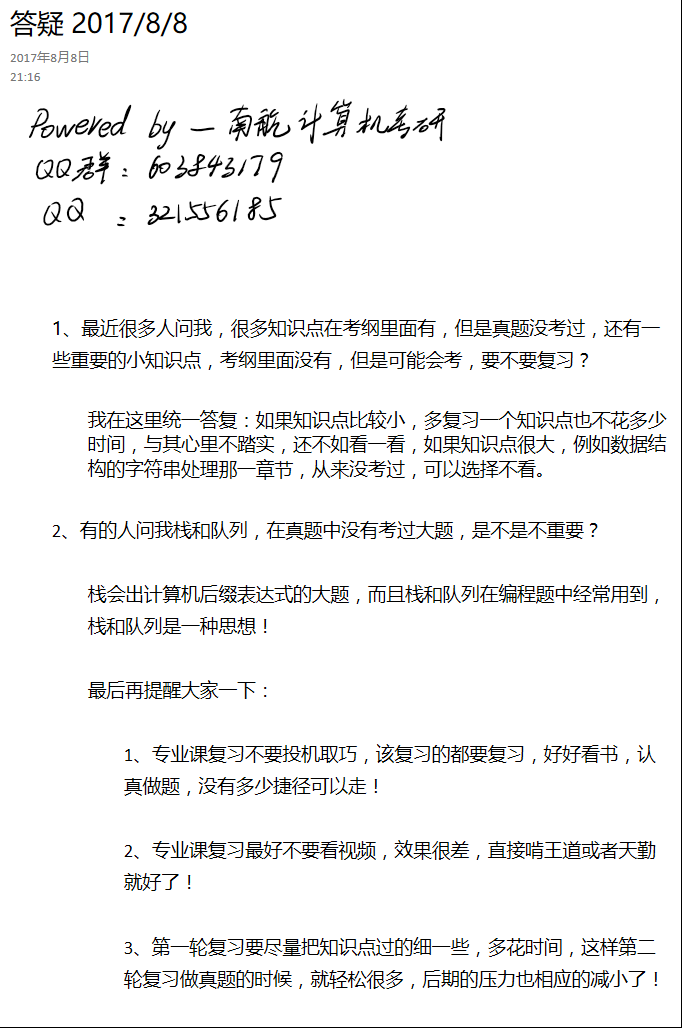 答疑 2017/8/8
2017年8月8日
21:16
Powered by — 南航计算机考研
QQ群：603843179
QQ ：321556185
1、最近很多人问我，很多知识点在考纲里面有，但是真题没考过，还有一
些重要的小知识点，考纲里面没有，但是可能会考，要不要复习？
我在这里统一答复：如果知识点比较小，多复习一个知识点也不花多少
时间，与其心里不踏实，还不如看一看，如果知识点很大，例如数据结
构的字符串处理那一章节，从来没考过，可以选择不看。
2、有的人问我栈和队列，在真题中没有考过大题，是不是不重要？
栈会出计算机后缀表达式的大题，而且栈和队列在编程题中经常用到，
栈和队列是一种思想！
最后再提醒大家一下：
1、专业课复习不要投机取巧，该复习的都要复习，好好看书，认
真做题，没有多少捷径可以走！
2、专业课复习最好不要看视频，效果很差，直接啃王道或者天勤
就好了！
3、第一轮复习要尽量把知识点过的细一些，多花时间，这样第二
轮复习做真题的时候，就轻松很多，后期的压力也相应的减小了！